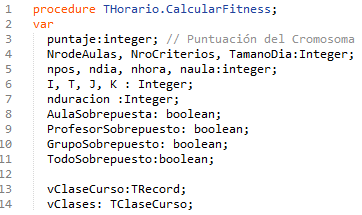 1 procedure THorario.CalcularFitness;
2 var
3 puntaje:integer; // Puntuación del Cromosoma
4 NrodeAulas, NroCriterios, TamanoDia:Integer;
5 npos, ndia, nhora, naula:integer;
6 I, T, J, K : Integer;
7 nduracion :Integer;
8 AulaSobrepuesta: boolean;
9 ProfesorSobrepuesto: boolean;
10 GrupoSobrepuesto: boolean;
11 TodoSobrepuesto:boolean;
12
13 vClaseCurso:TRecord;
14 vClases: TClaseCurso;